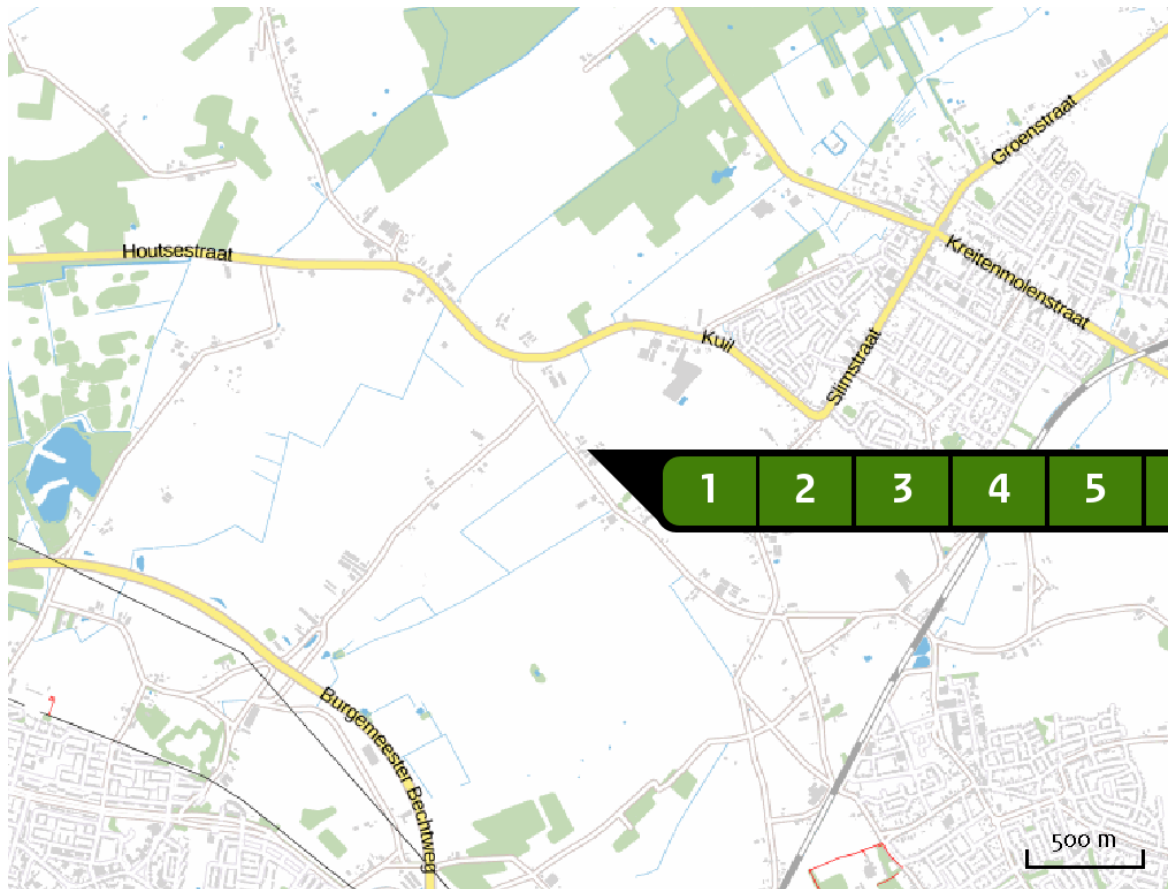 Groenstraat
Houtsestraat
Kreitenmolenstraat
Kuil
Slimstraat
1 2 3 4 5
Burgemeester Bechtweg
500 m